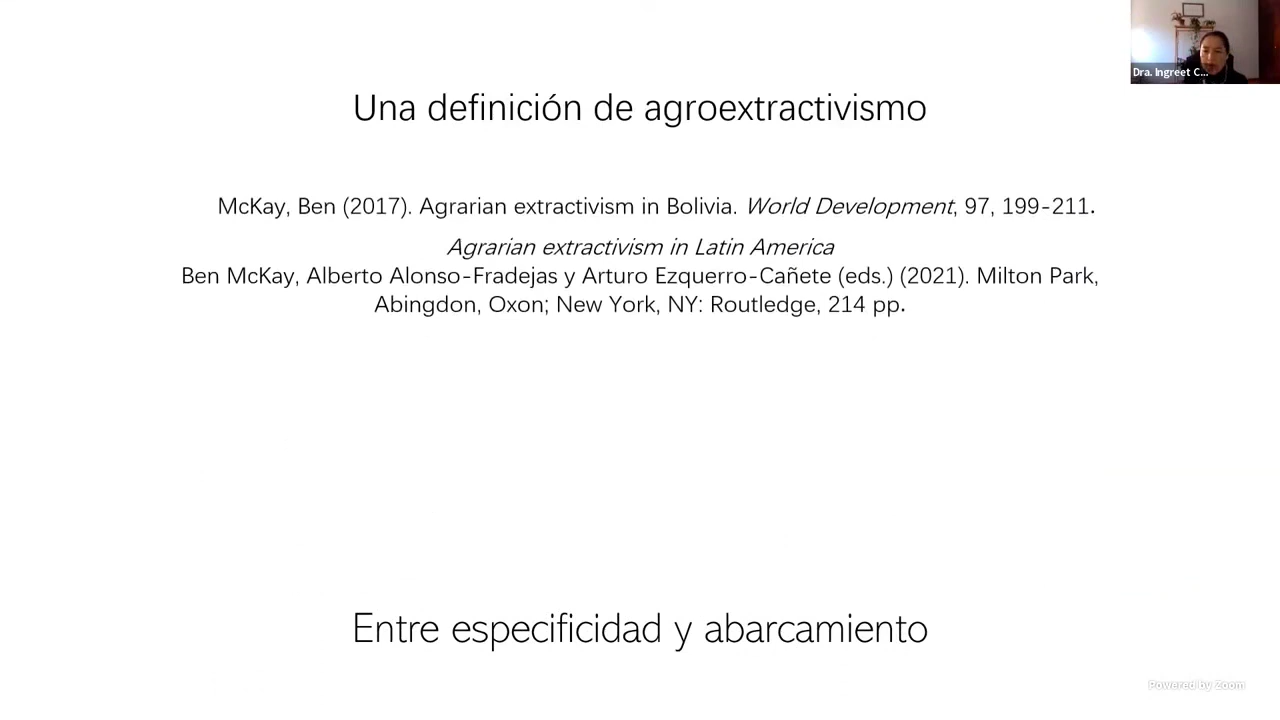 Dra. Ingreet C...
Una definición de agroextractivismo
McKay, Ben (2017). Agrarian extractivism in Bolivia. World Development, 97, 199-211.
Agrarian extractivism in Latin America
Ben McKay, Alberto Alonso-Fradejas y Arturo Ezquerro-Cañete (eds.) (2021). Milton Park,
Abingdon, Oxon; New York, NY: Routledge, 214 pp.
Entre especificidad y abarcamiento
Powered by Zoom